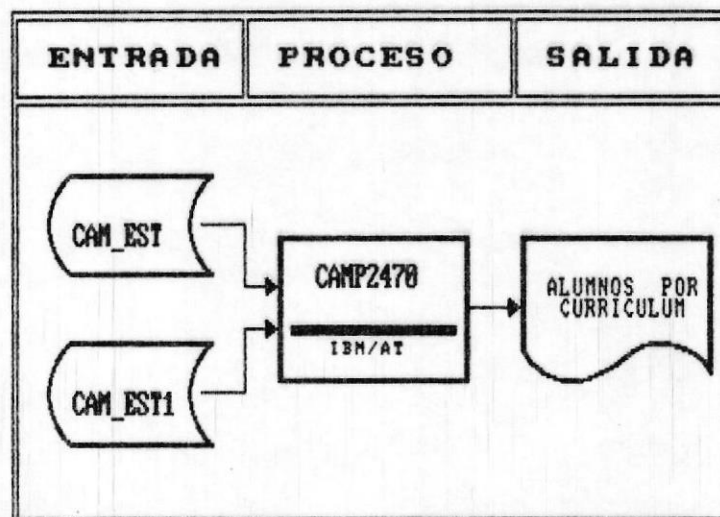 ENTRADA PROCESO SALIDA
CAM_EST
CAMP2470
IBM/AT
ALUMNOS POR
CURRICULUM
CAM_EST1